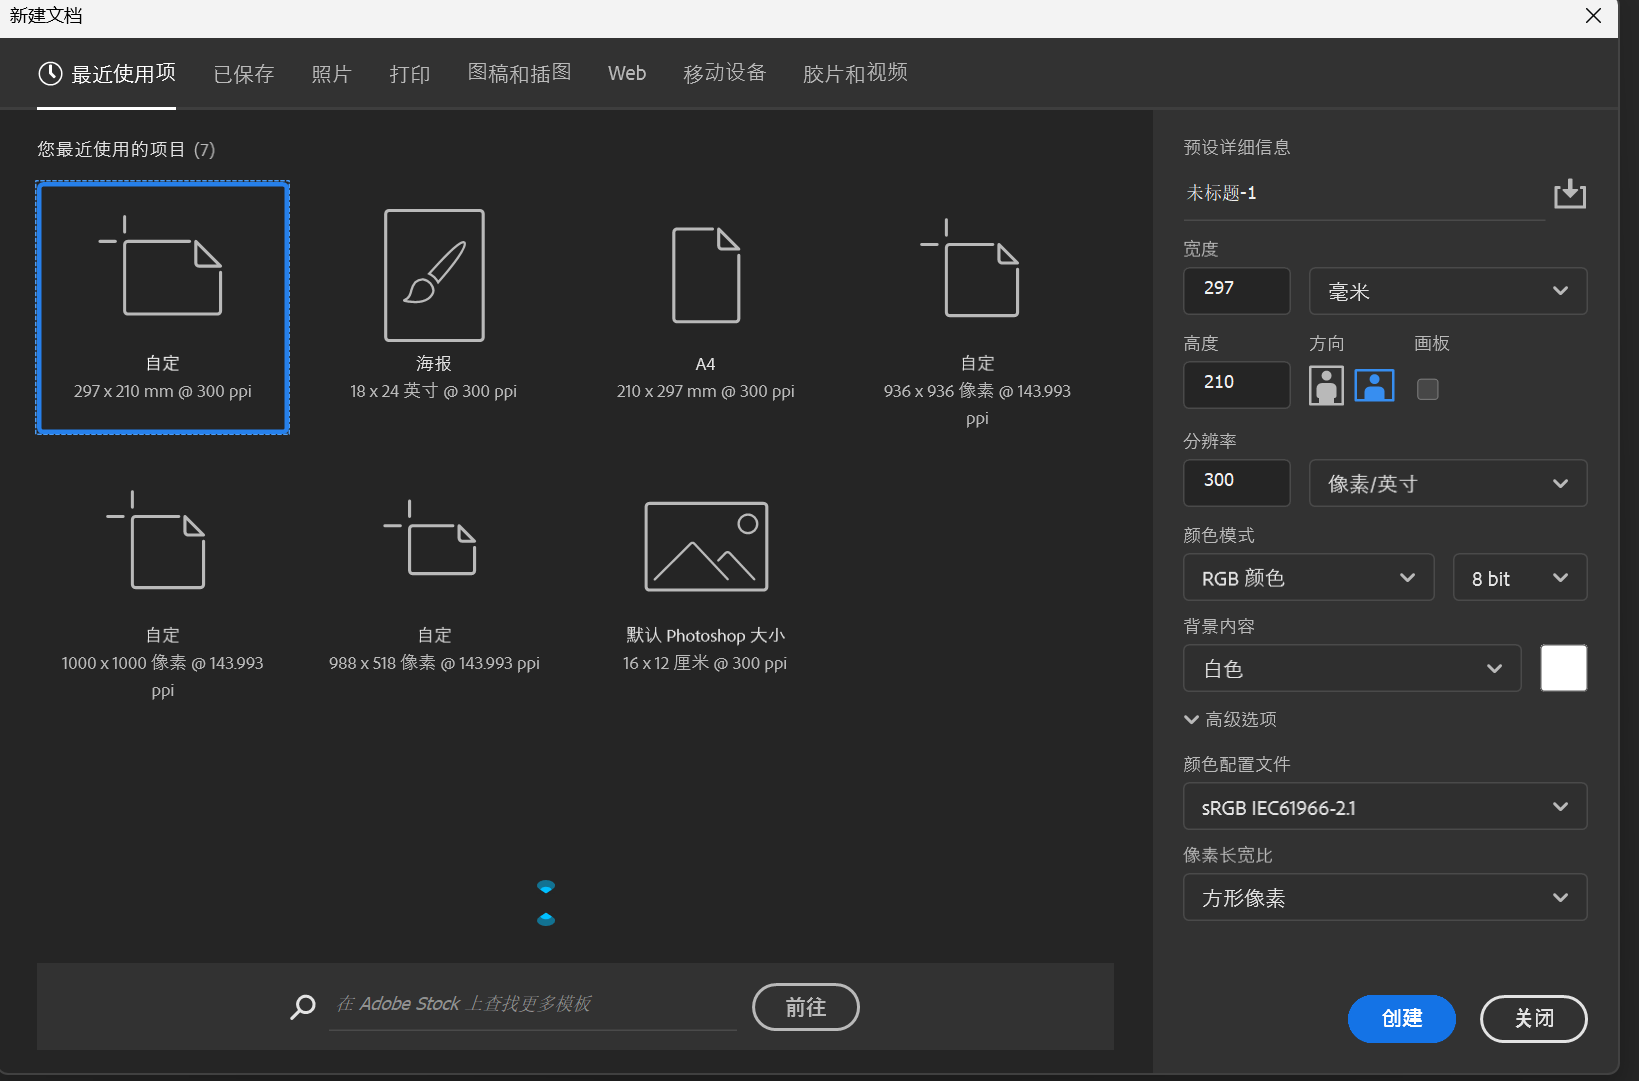 新建文档
最近使用项 已保存 照片 打印 图稿和插图 Web 移动设备 胶片和视频
您最近使用的项目 (7)
自定
297 x 210 mm @ 300 ppi
海报
18 x 24 英寸 @ 300 ppi
A4
210 x 297 mm @ 300 ppi
自定
936 x 936 像素 @ 143.993
ppi
自定
1000 x 1000 像素 @ 143.993
ppi
自定
988 x 518 像素 @ 143.993 ppi
默认 Photoshop 大小
16 x 12 厘米 @ 300 ppi
在 Adobe Stock 上查找更多模板
前往
预设详细信息
未标题-1
宽度
297 毫米
高度 方向 画板
210
分辨率
300 像素/英寸
颜色模式
RGB 颜色 8 bit
背景内容
白色
高级选项
颜色配置文件
sRGB IEC61966-2.1
像素长宽比
方形像素
创建 关闭